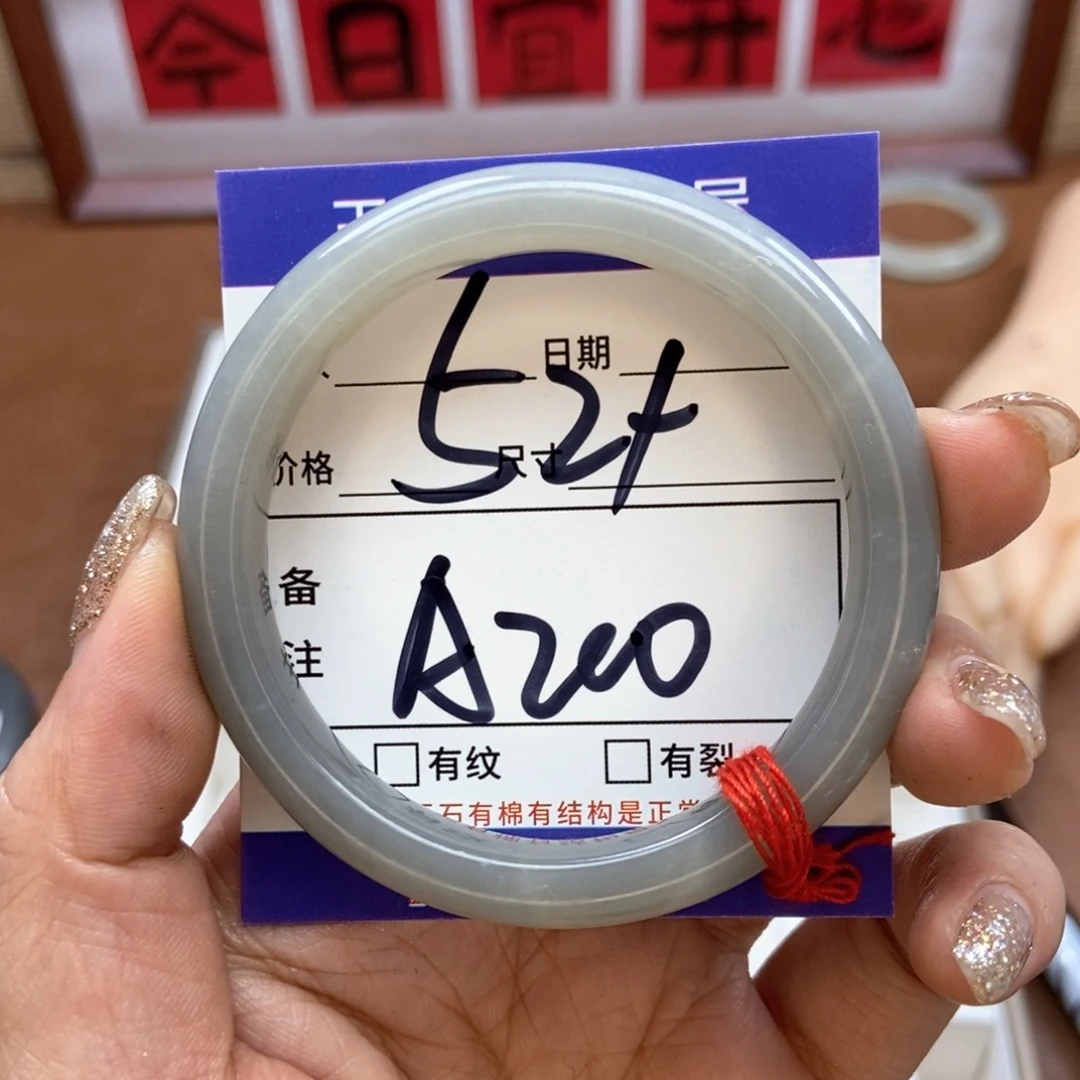 今日宜开心
日期
52+
价格 尺寸
备
注
A200
有纹 有裂
石有棉有结构是正常